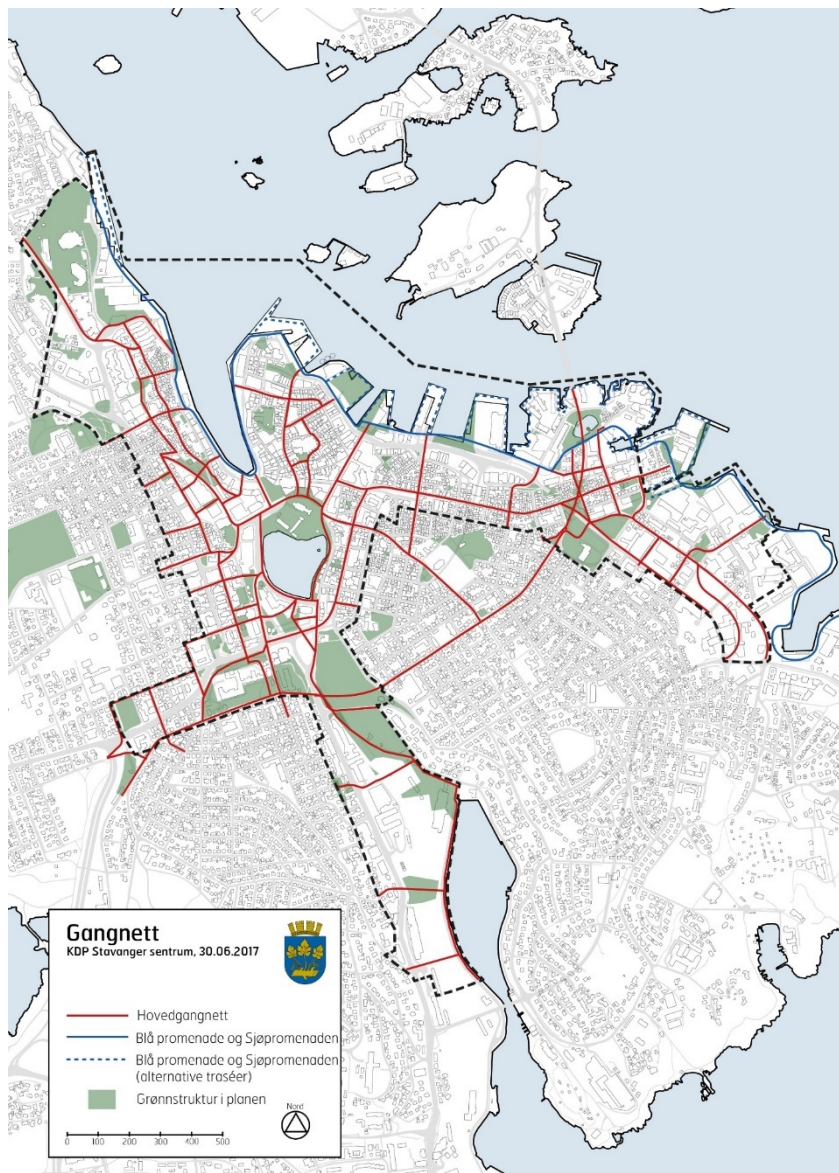 Gangnett
KDP Stavanger sentrum, 30.06.2017
Hovedgangnett
Blå promenade og Sjøpromenaden
Blå promenade og Sjøpromenaden
(alternative traséer)
Grønnstruktur i planen
Nord
0 100 200 300 400 500